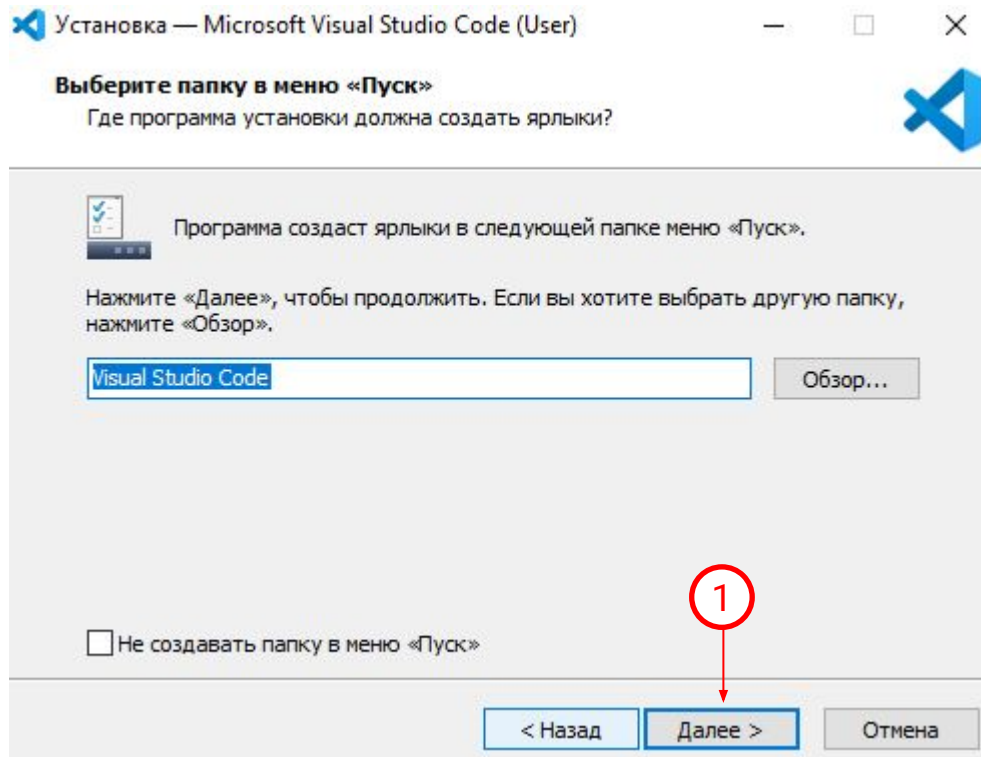 Установка — Microsoft Visual Studio Code (User)
Выберите папку в меню «Пуск»
Где программа установки должна создать ярлыки?
Программа создаст ярлыки в следующей папке меню «Пуск».
Нажмите «Далее», чтобы продолжить. Если вы хотите выбрать другую папку,
нажмите «Обзор».
Visual Studio Code
Обзор...
1
Не создавать папку в меню «Пуск»
< Назад
Далее >
Отмена